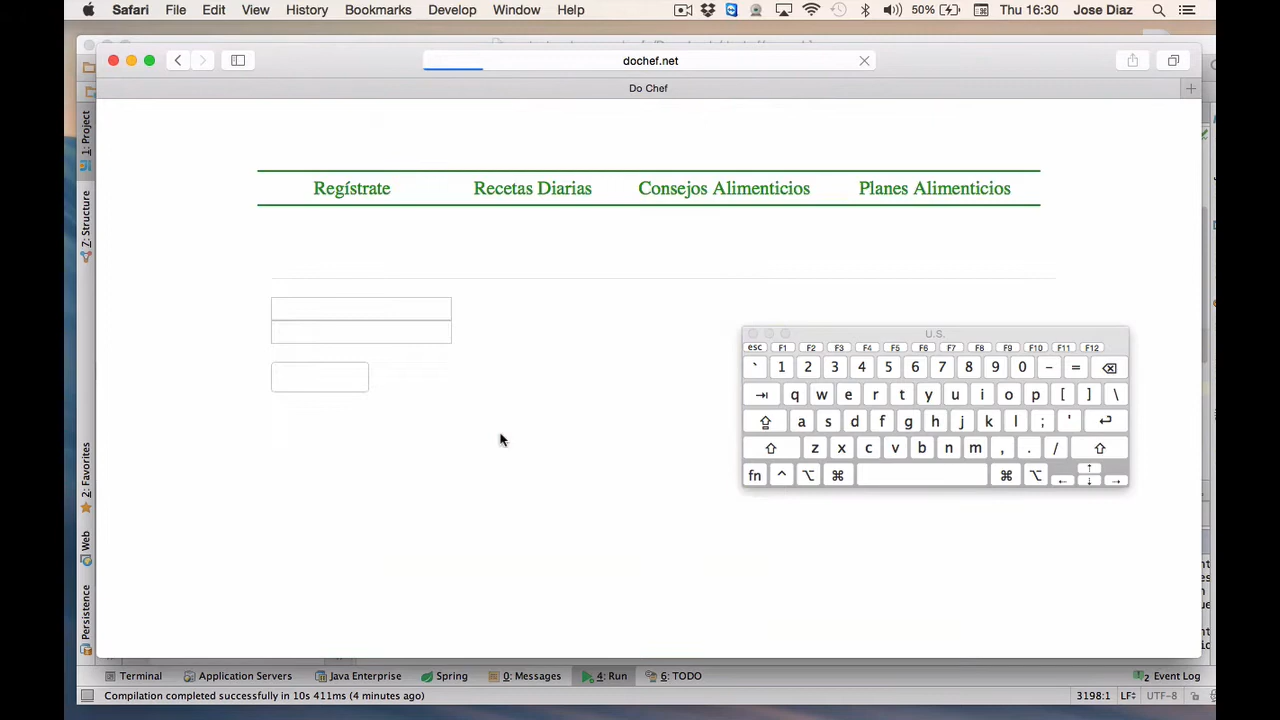 Safari File Edit View History Bookmarks Develop Window Help 50% Thu 16:30 Jose Diaz
dochef.net
Do Chef
Regístrate Recetas Diarias Consejos Alimenticios Planes Alimenticios
U.S.
esc F1 F2 F3 F4 F5 F6 F7 F8 F9 F10 F11 F12
` 1 2 3 4 5 6 7 8 9 0 - =
q w e r t y u i o p [ ] \
a s d f g h j k l ; '
z x c v b n m , . /
fn ^ ⌥ ⌘ ⌘ ⌥
1: Project
7: Structure
2: Favorites
Web
Persistence
Terminal Application Servers Java Enterprise Spring 0: Messages 4: Run 6: TODO 2 Event Log
Compilation completed successfully in 10s 411ms (4 minutes ago) 3198:1 LF UTF-8